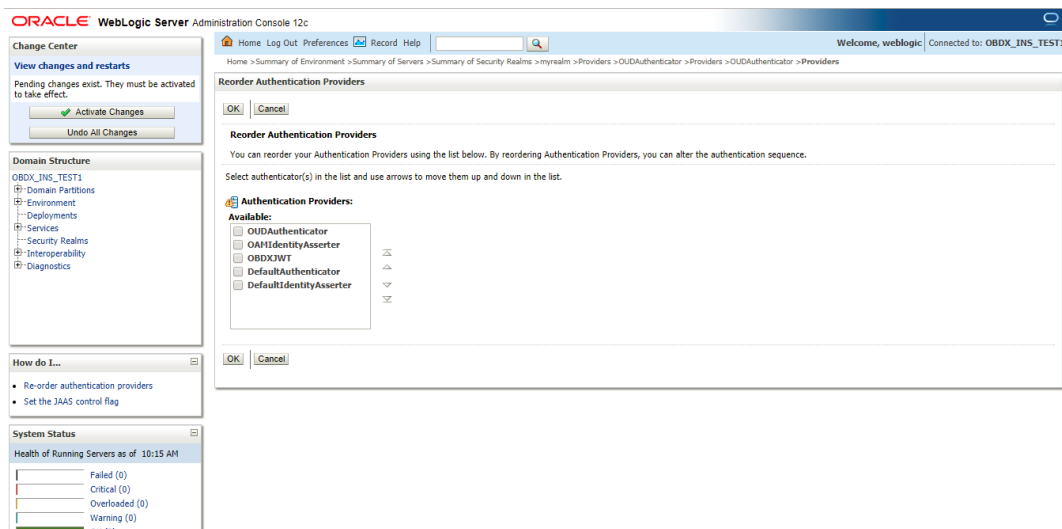 ORACLE WebLogic Server Administration Console 12c
Change Center
View changes and restarts
Pending changes exist. They must be activated
to take effect.
Activate Changes
Undo All Changes
Domain Structure
OBDX_INS_TEST1
Domain Partitions
Environment
Deployments
Services
Security Realms
Interoperability
Diagnostics
How do I...
Re-order authentication providers
Set the JAAS control flag
System Status
Health of Running Servers as of 10:15 AM
Failed (0)
Critical (0)
Overloaded (0)
Warning (0)
Home Log Out Preferences Record Help
Welcome, weblogic Connected to: OBDX_INS_TEST1
Home >Summary of Environment >Summary of Servers >Summary of Security Realms >myrealm >Providers >OUDAuthenticator >Providers >OUDAuthenticator >Providers
Reorder Authentication Providers
OK Cancel
Reorder Authentication Providers
You can reorder your Authentication Providers using the list below. By reordering Authentication Providers, you can alter the authentication sequence.
Select authenticator(s) in the list and use arrows to move them up and down in the list.
Authentication Providers:
Available:
OUDAuthenticator
OAMIdentityAsserter
OBDXJWT
DefaultAuthenticator
DefaultIdentityAsserter
OK Cancel